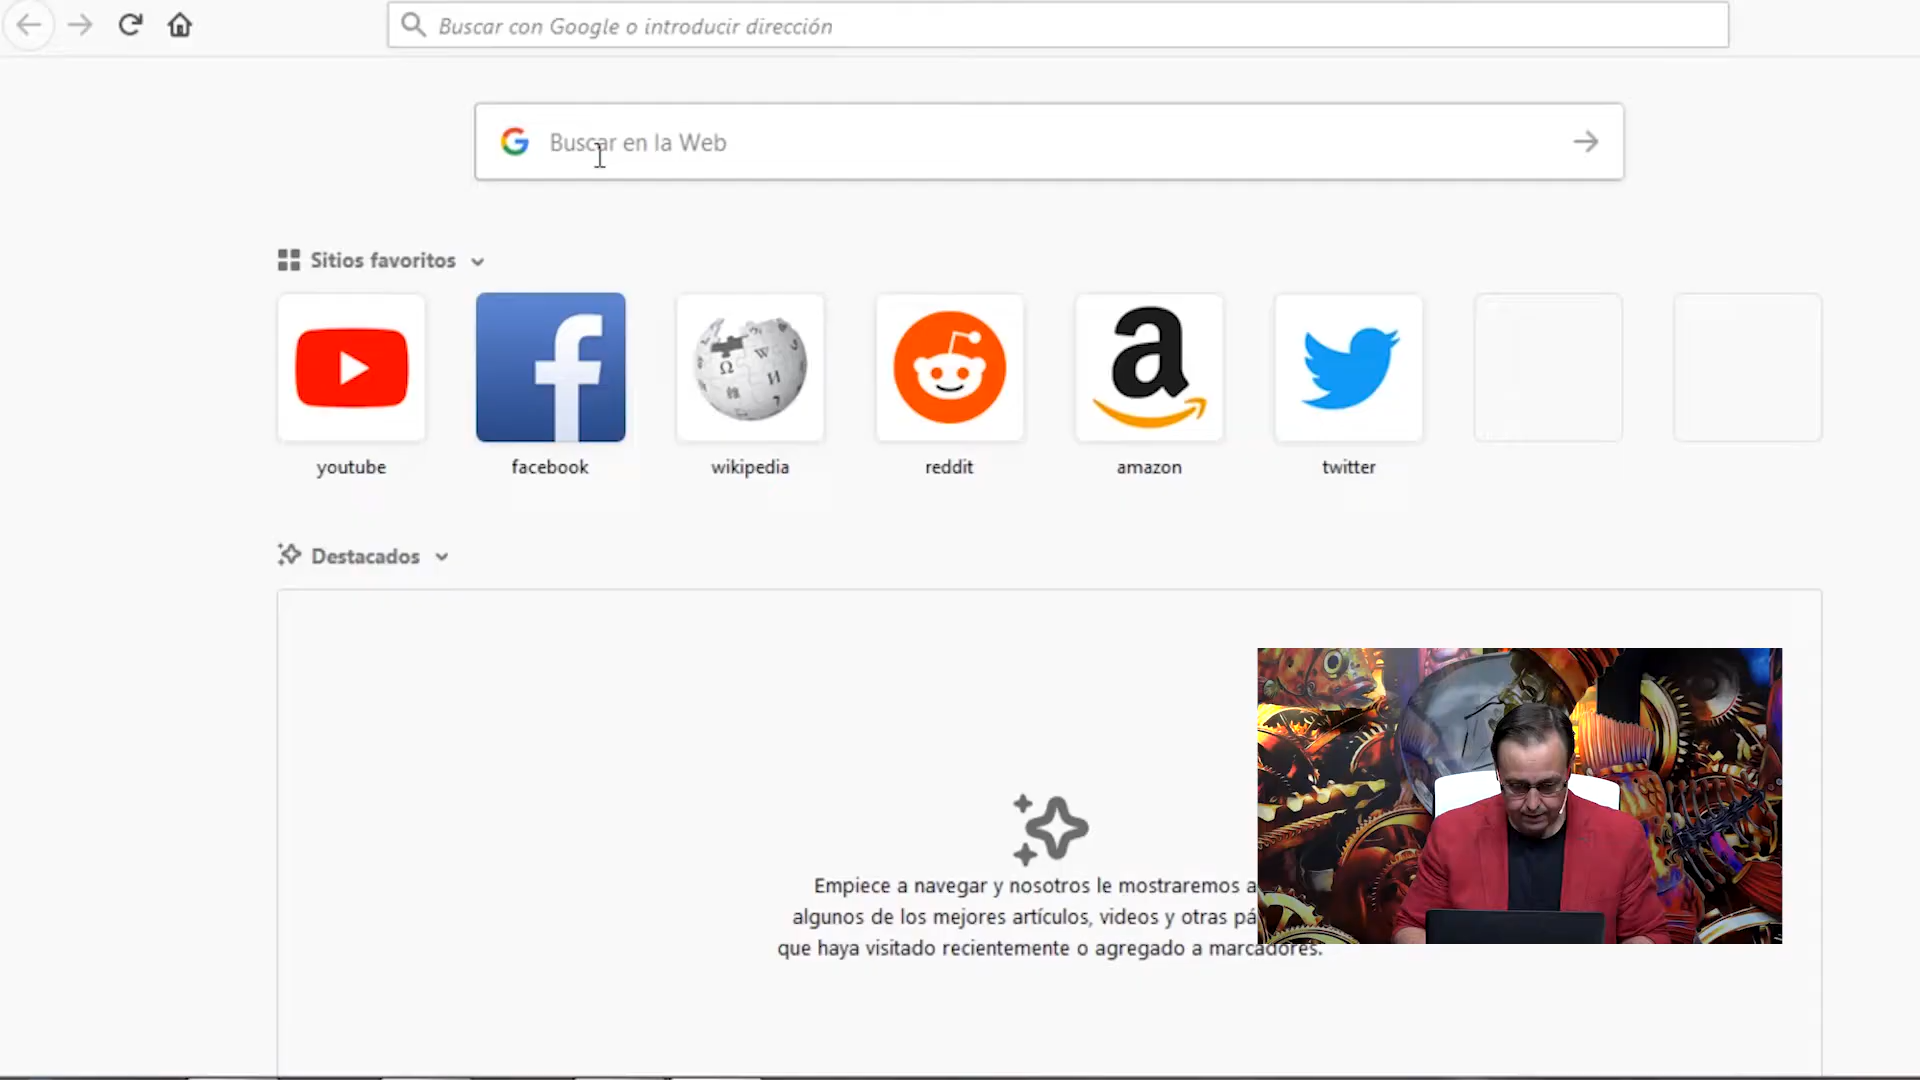 Buscar con Google o introducir dirección
Buscar en la Web
Sitios favoritos
youtube
facebook
wikipedia
reddit
amazon
twitter
Destacados
Empiece a navegar y nosotros le mostraremos
algunos de los mejores artículos, videos y otras
que haya visitado recientemente o agregado a marcadores.